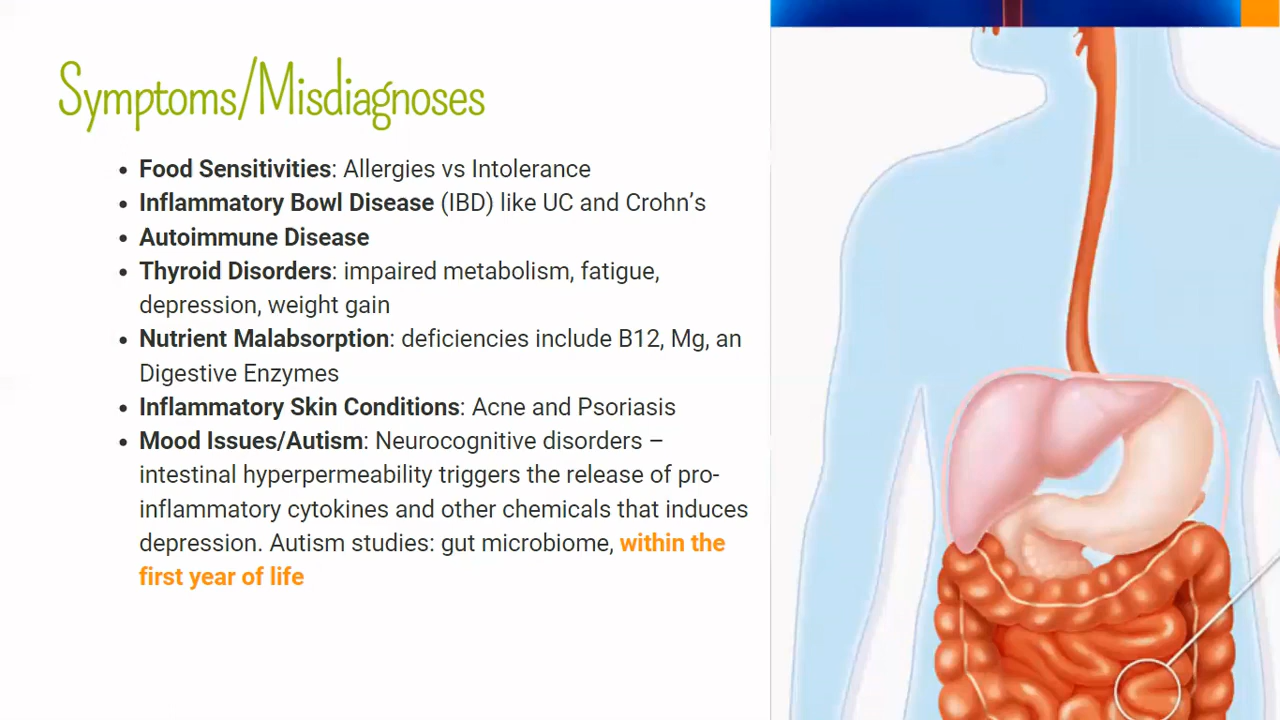 Symptoms/Misdiagnoses
• Food Sensitivities: Allergies vs Intolerance
• Inflammatory Bowl Disease (IBD) like UC and Crohn's
• Autoimmune Disease
• Thyroid Disorders: impaired metabolism, fatigue,
depression, weight gain
• Nutrient Malabsorption: deficiencies include B12, Mg, an
Digestive Enzymes
• Inflammatory Skin Conditions: Acne and Psoriasis
• Mood Issues/Autism: Neurocognitive disorders –
intestinal hyperpermeability triggers the release of pro-
inflammatory cytokines and other chemicals that induces
depression. Autism studies: gut microbiome, within the
first year of life